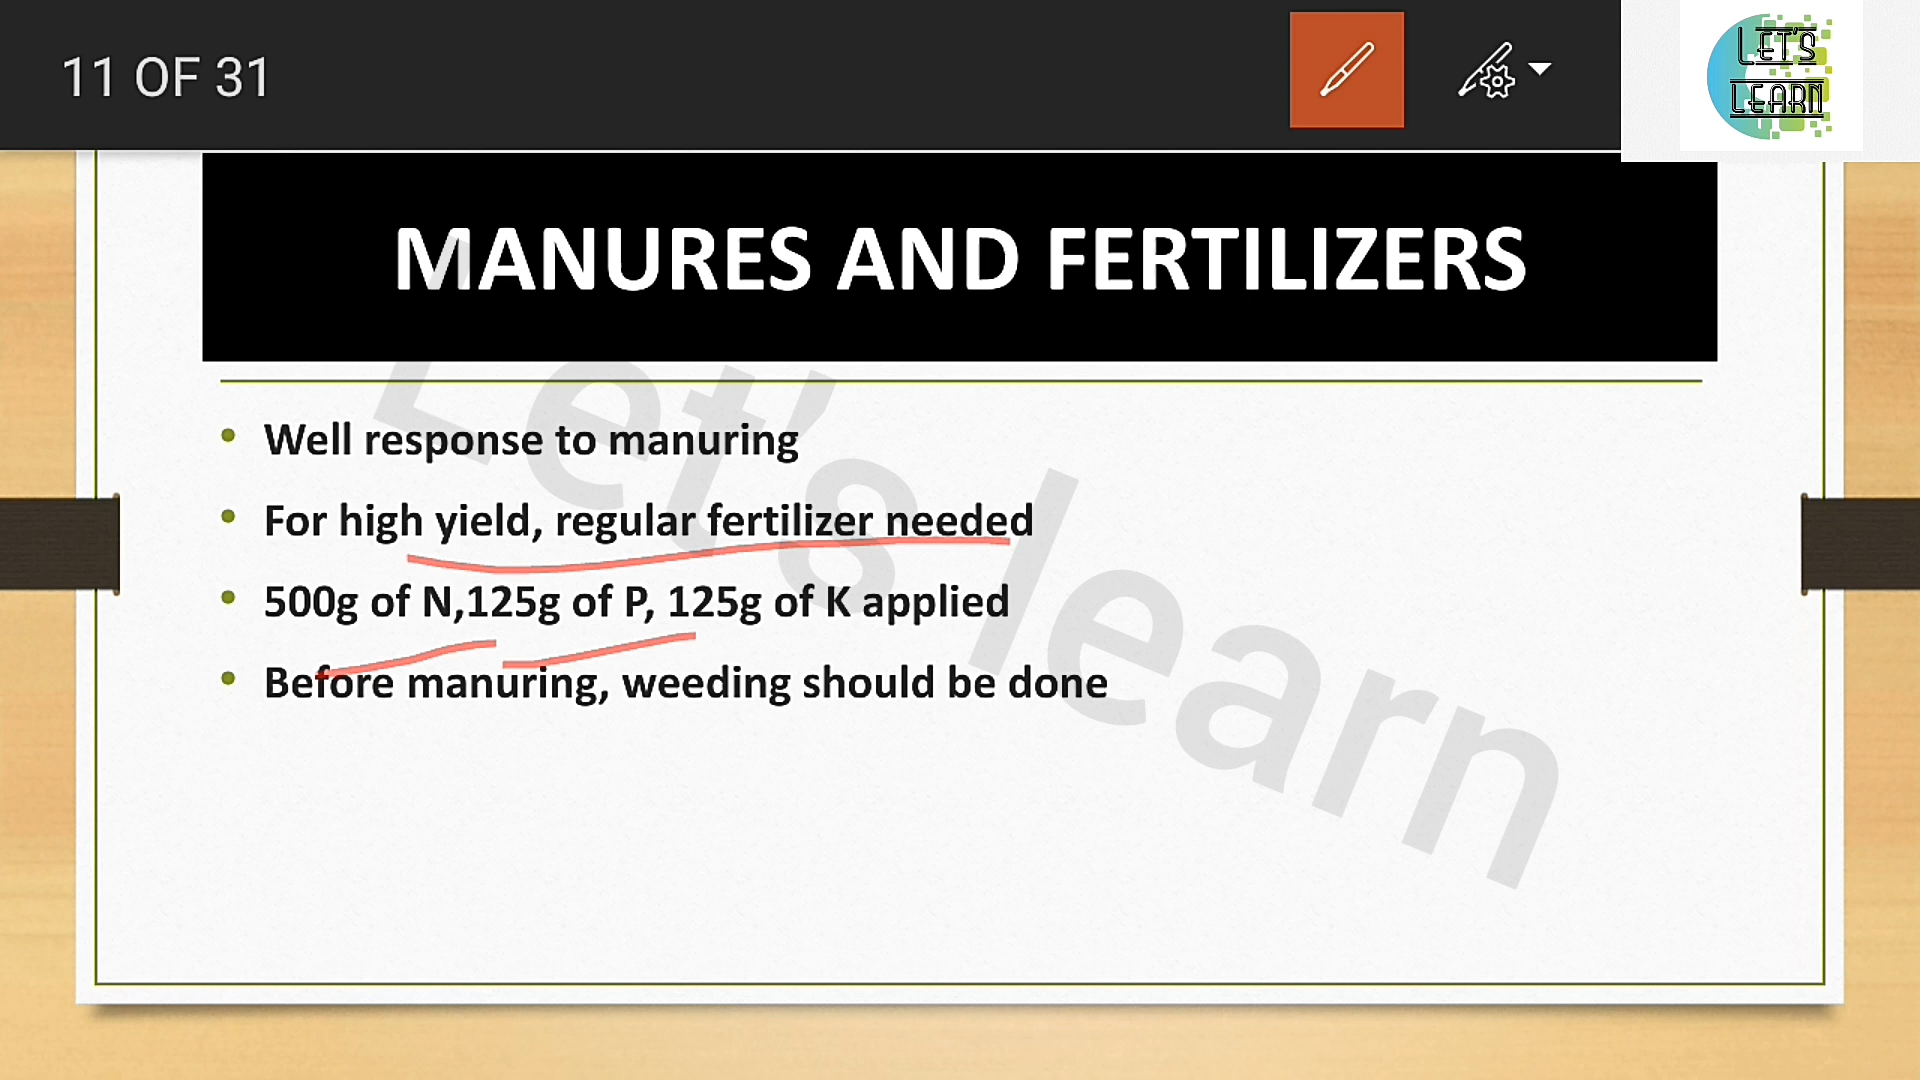 11 OF 31
LET'S
LEARN
MANURES AND FERTILIZERS
Well response to manuring
For high yield, regular fertilizer needed
500g of N,125g of P, 125g of K applied
Before manuring, weeding should be done
Let's learn